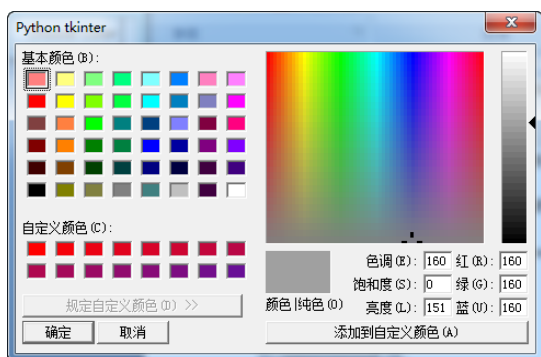 Python tkinter
基本颜色(B):
自定义颜色(C):
规定自定义颜色(D) >>
确定 取消
颜色|纯色(O)
色调(E): 160 红(R): 160
饱和度(S): 0 绿(G): 160
亮度(L): 151 蓝(U): 160
添加到自定义颜色(A)